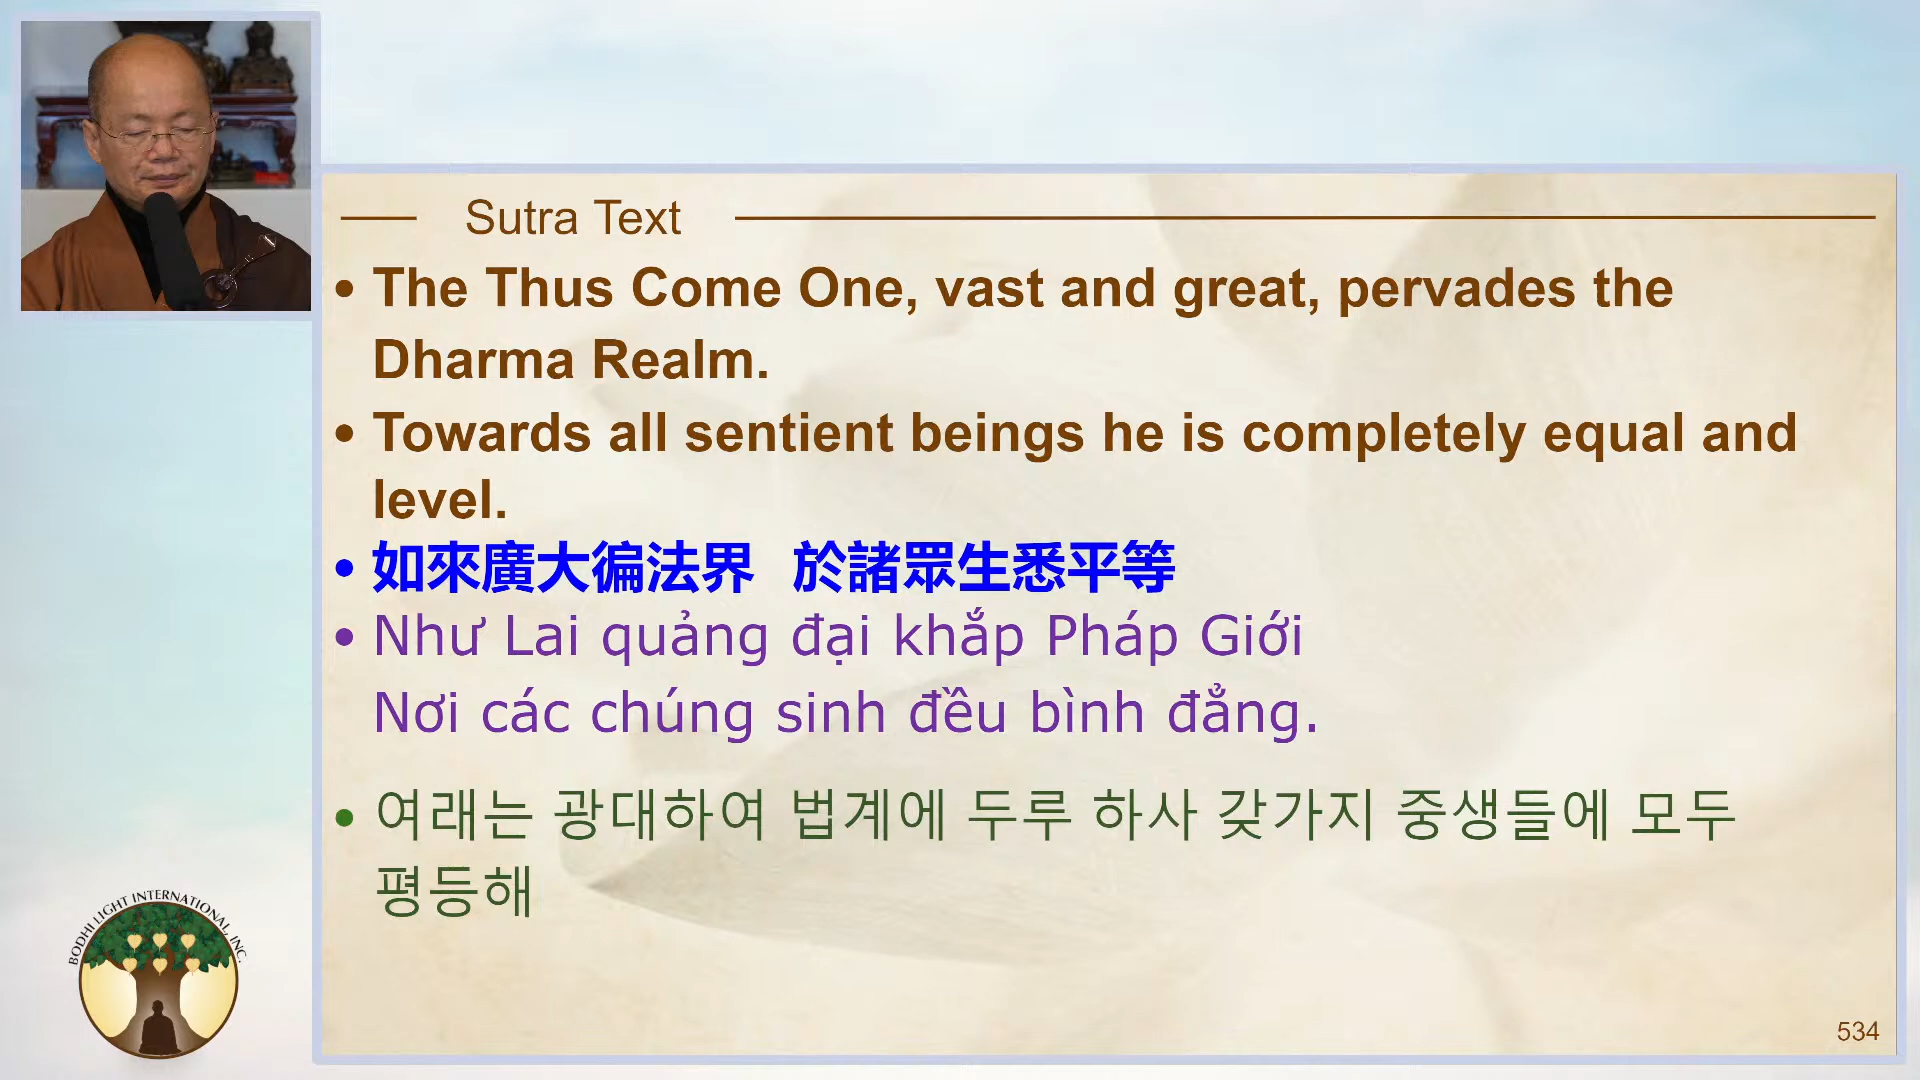 Sutra Text
• The Thus Come One, vast and great, pervades the
Dharma Realm.
• Towards all sentient beings he is completely equal and
level.
• 如來廣大徧法界 於諸眾生悉平等
• Như Lai quảng đại khắp Pháp Giới
Nơi các chúng sinh đều bình đẳng.
• 여래는 광대하여 법계에 두루 하사 갖가지 중생들에 모두
평등해
BODHI LIGHT INTERNATIONAL, INC.
534